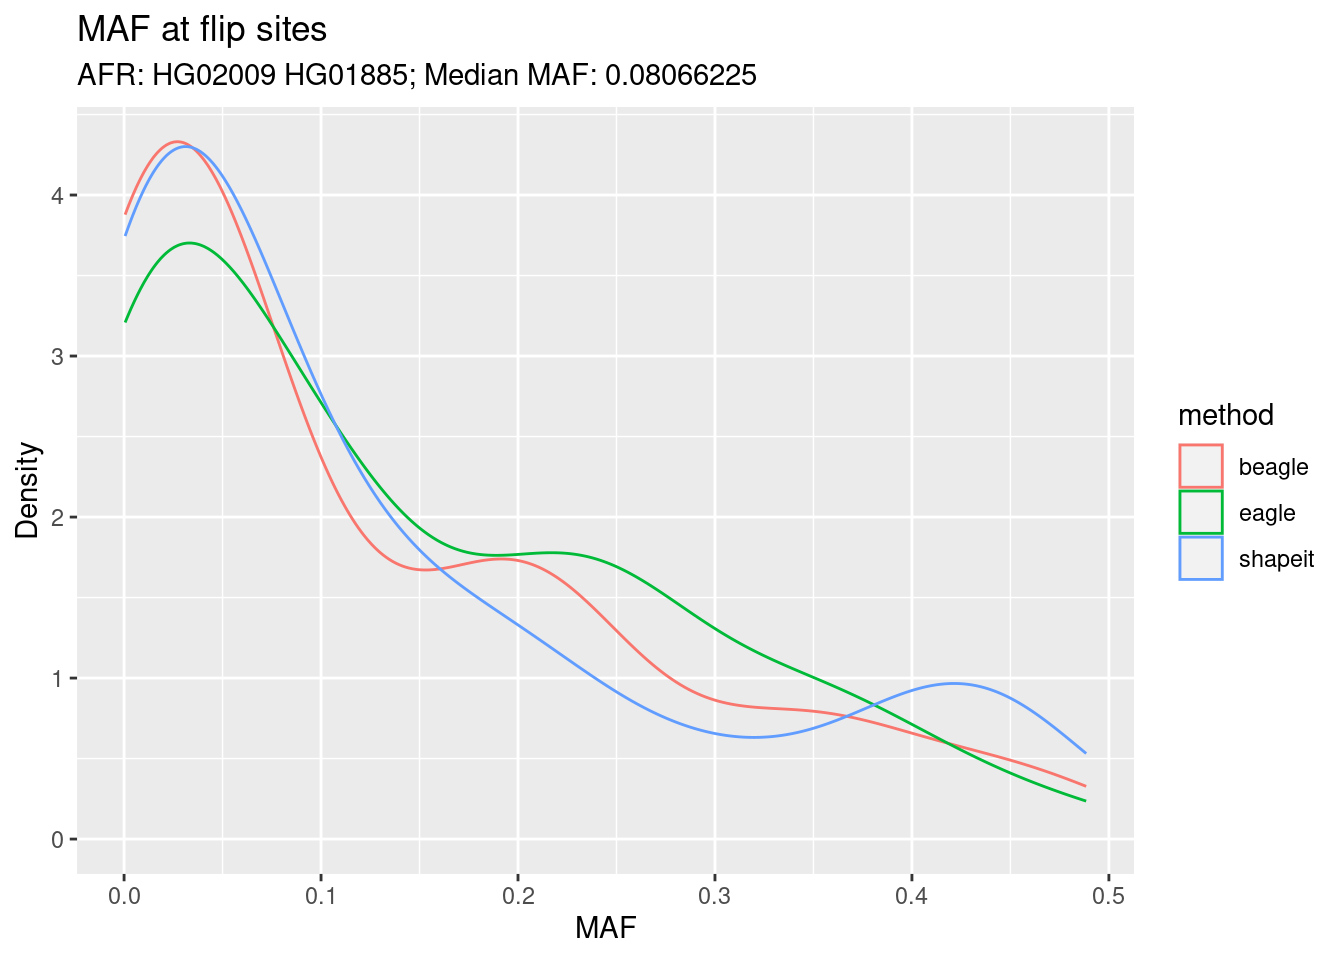 MAF at flip sites
AFR: HG02009 HG01885; Median MAF: 0.08066225
Density
4
3
2
1
0
0.0
0.1
0.2
0.3
0.4
0.5
MAF
method
beagle
eagle
shapeit